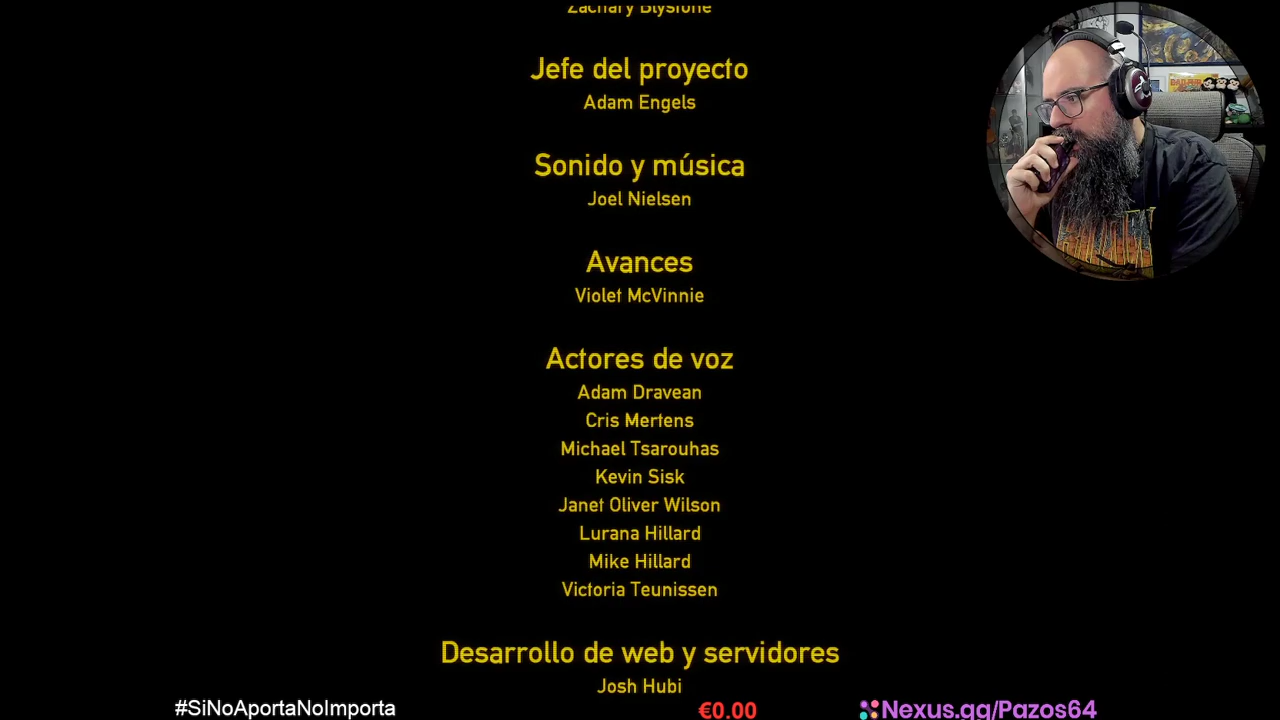 Zachary Blystone
Jefe del proyecto
Adam Engels
Sonido y música
Joel Nielsen
Avances
Violet McVinnie
Actores de voz
Adam Dravean
Cris Mertens
Michael Tsarouhas
Kevin Sisk
Janet Oliver Wilson
Lurana Hillard
Mike Hillard
Victoria Teunissen
Desarrollo de web y servidores
Josh Hubi
#SiNoAportaNoImporta
€0.00
Nexus.gg/Pazos64